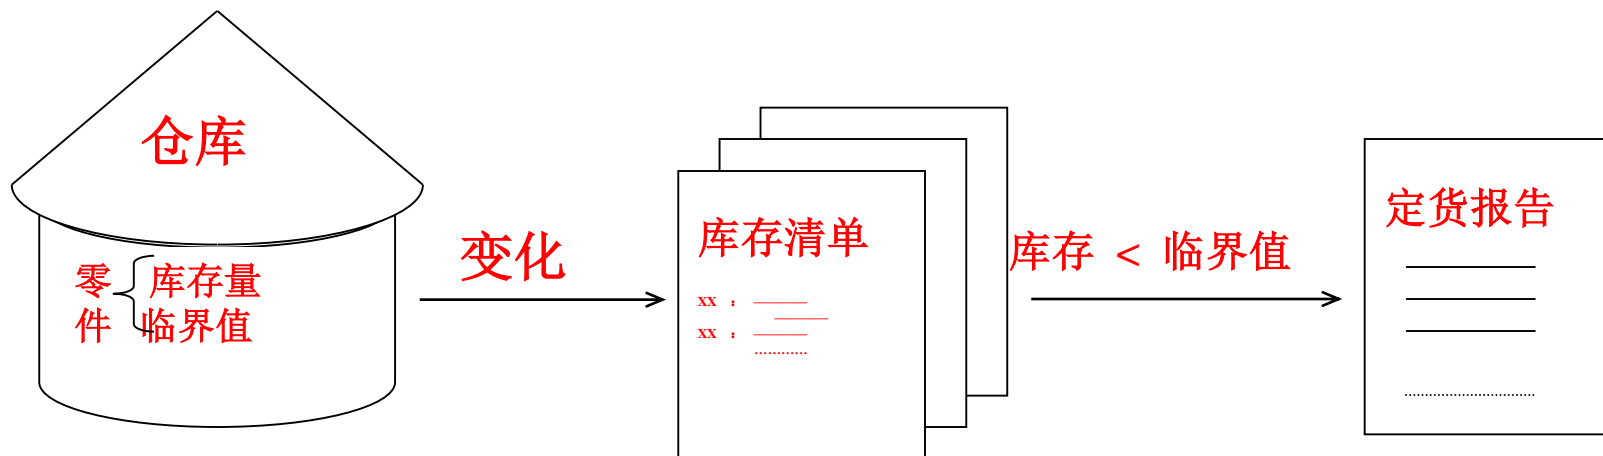 仓库
零件
库存量
临界值
变化
库存清单
XX :
XX :
库存 < 临界值
定货报告